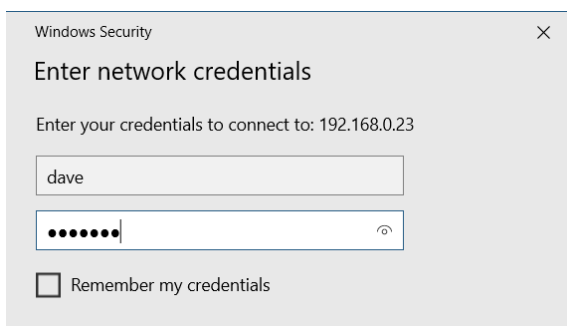 Windows Security
Enter network credentials
Enter your credentials to connect to: 192.168.0.23
dave
●●●●●●●
Remember my credentials